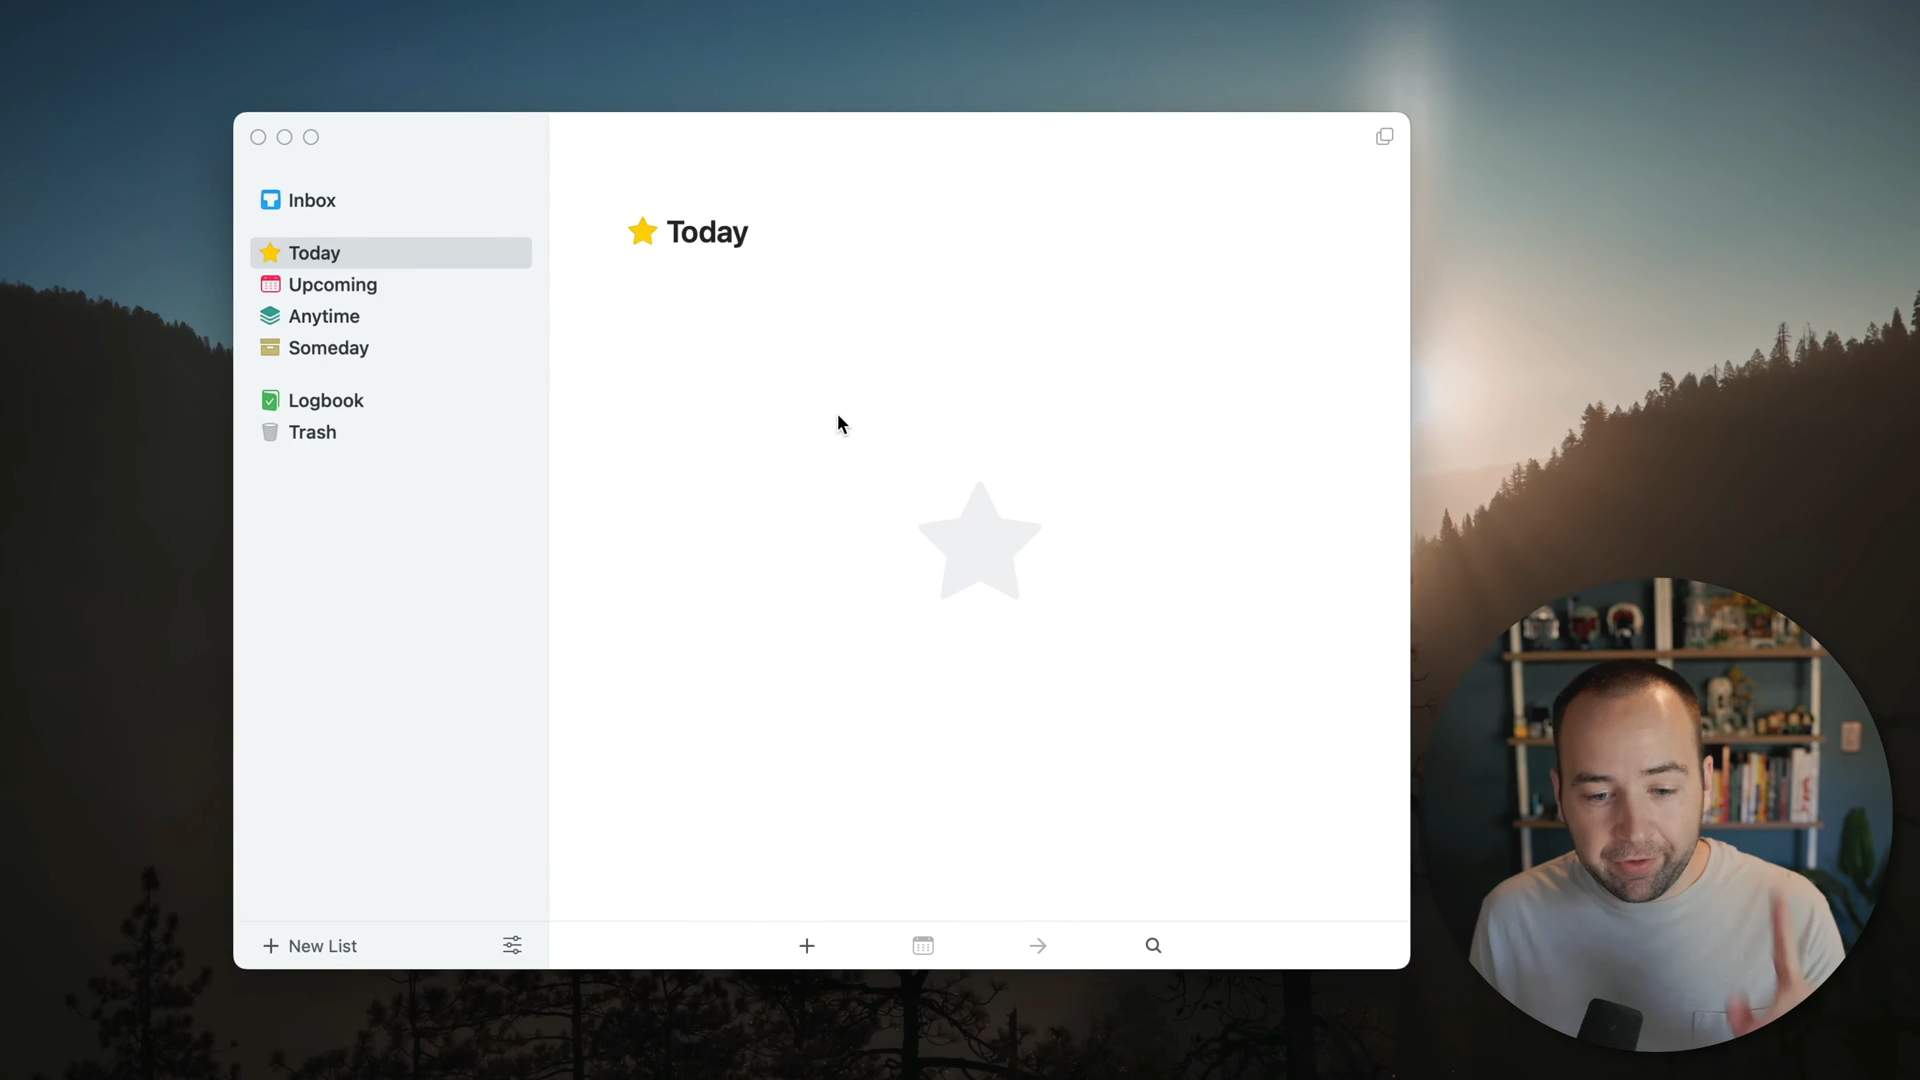 Inbox
Today
Upcoming
Anytime
Someday
Logbook
Trash
New List
Today